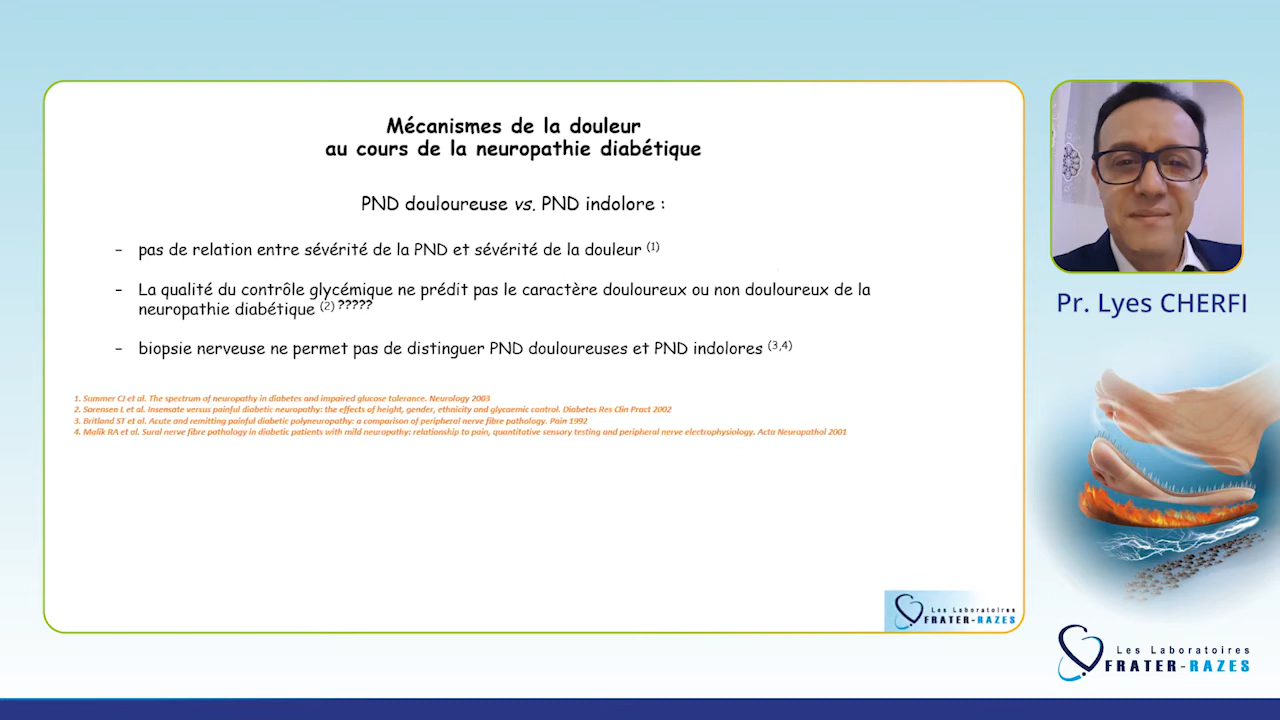 Mécanismes de la douleur
au cours de la neuropathie diabétique
PND douloureuse vs. PND indolore :
- pas de relation entre sévérité de la PND et sévérité de la douleur (1)
- La qualité du contrôle glycémique ne prédit pas le caractère douloureux ou non douloureux de la
neuropathie diabétique (2) ?????
- biopsie nerveuse ne permet pas de distinguer PND douloureuses et PND indolores (3,4)
1. Summer CJ et al. The spectrum of neuropathy in diabetes and impaired glucose tolerance. Neurology 2003
2. Sorensen L et al. Insensate versus painful diabetic neuropathy: the effects of height, gender, ethnicity and glycaemic control. Diabetes Res Clin Pract 2002
3. Britland ST et al. Acute and remitting painful diabetic polyneuropathy: a comparison of peripheral nerve fibre pathology. Pain 1992
4. Malik RA et al. Sural nerve fibre pathology in diabetic patients with mild neuropathy: relationship to pain, quantitative sensory testing and peripheral nerve electrophysiology. Acta Neuropathol 2001
Les Laboratoires
FRATER-RAZES
Pr. Lyes CHERFI
Les Laboratoires
FRATER-RAZES